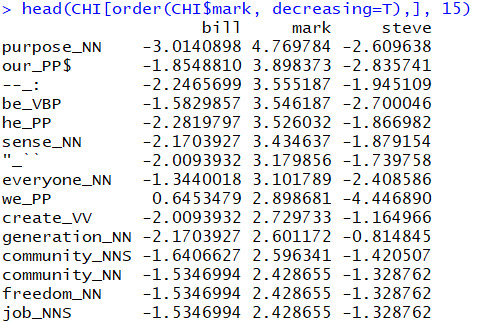 > head(CHI[order(CHI$mark, decreasing=T),], 15)
bill mark steve
purpose_NN -3.0140898 4.769784 -2.609638
our_PP$ -1.8548810 3.898373 -2.835741
--_: -2.2465699 3.555187 -1.945109
be_VBP -1.5829857 3.546187 -2.700046
he_PP -2.2819797 3.526032 -1.866982
sense_NN -2.1703927 3.434637 -1.879154
"_`` -2.0093932 3.179856 -1.739758
everyone_NN -1.3440018 3.101789 -2.408586
we_PP 0.6453479 2.898681 -4.446890
create_VV -2.0093932 2.729733 -1.164966
generation_NN -2.1703927 2.601172 -0.814845
community_NNS -1.6406627 2.596341 -1.420507
community_NN -1.5346994 2.428655 -1.328762
freedom_NN -1.5346994 2.428655 -1.328762
job_NNS -1.5346994 2.428655 -1.328762